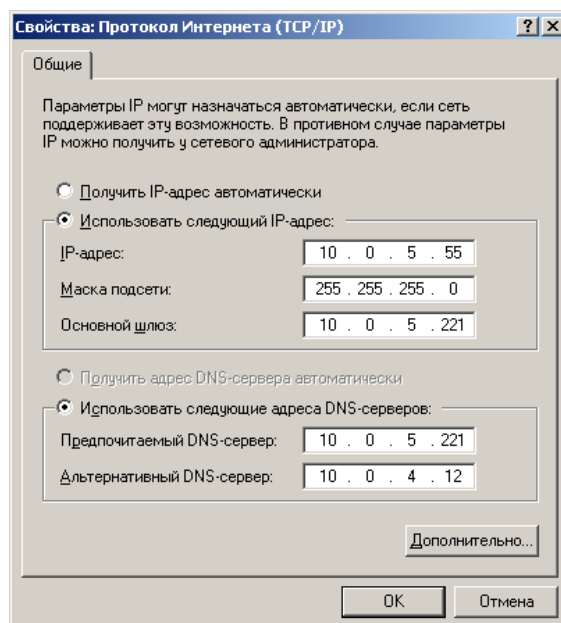 Свойства: Протокол Интернета (TCP/IP)
Общие
Параметры IP могут назначаться автоматически, если сеть
поддерживает эту возможность. В противном случае параметры
IP можно получить у сетевого администратора.
Получить IP-адрес автоматически
Использовать следующий IP-адрес:
IP-адрес: 10 . 0 . 5 . 55
Маска подсети: 255 . 255 . 255 . 0
Основной шлюз: 10 . 0 . 5 . 221
Получить адрес DNS-сервера автоматически
Использовать следующие адреса DNS-серверов:
Предпочитаемый DNS-сервер: 10 . 0 . 5 . 221
Альтернативный DNS-сервер: 10 . 0 . 4 . 12
Дополнительно...
OK Отмена